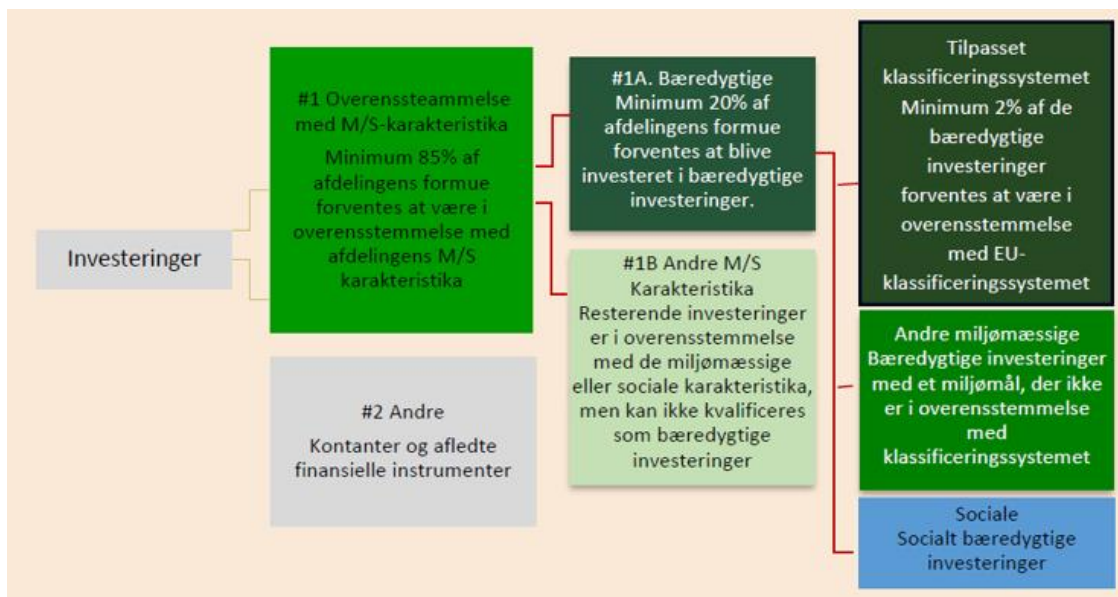 Investeringer
#1 Overenssteammelse
med M/S-karakteristika
Minimum 85% af
afdelingens formue
forventes at være i
overensstemmelse med
afdelingens M/S
karakteristika
#2 Andre
Kontanter og afledte
finansielle instrumenter
#1A. Bæredygtige
Minimum 20% af
afdelingens formue
forventes at blive
investeret i bæredygtige
investeringer.
#1B Andre M/S
Karakteristika
Resterende investeringer
er i overensstemmelse
med de miljømæssige
eller sociale karakteristika,
men kan ikke kvalificeres
som bæredygtige
investeringer
Tilpasset
klassificeringssystemet
Minimum 2% af de
bæredygtige
investeringer
forventes at være i
overensstemmelse
med EU-
klassificeringssystemet
Andre miljømæssige
Bæredygtige investeringer
med et miljømål, der ikke
er i overensstemmelse
med
klassificeringssystemet
Sociale
Socialt bæredygtige
investeringer